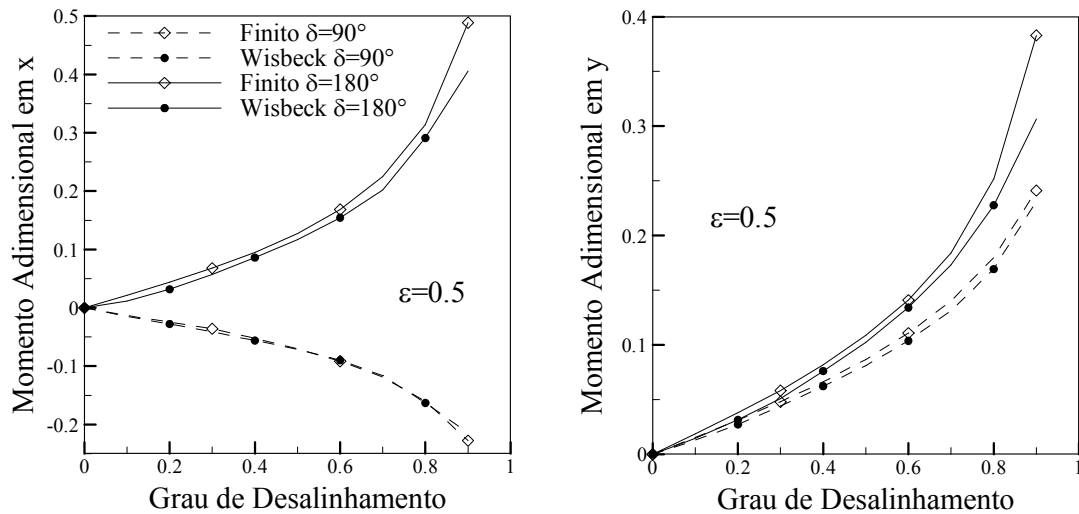 0.5
0.4
0.3
0.2
0.1
0
-0.1
-0.2
Momento Adimensional em x
Finito δ=90°
Wisbeck δ=90°
Finito δ=180°
Wisbeck δ=180°
ε=0.5
0 0.2 0.4 0.6 0.8 1
Grau de Desalinhamento
0.4
0.3
0.2
0.1
0
Momento Adimensional em y
ε=0.5
0 0.2 0.4 0.6 0.8 1
Grau de Desalinhamento